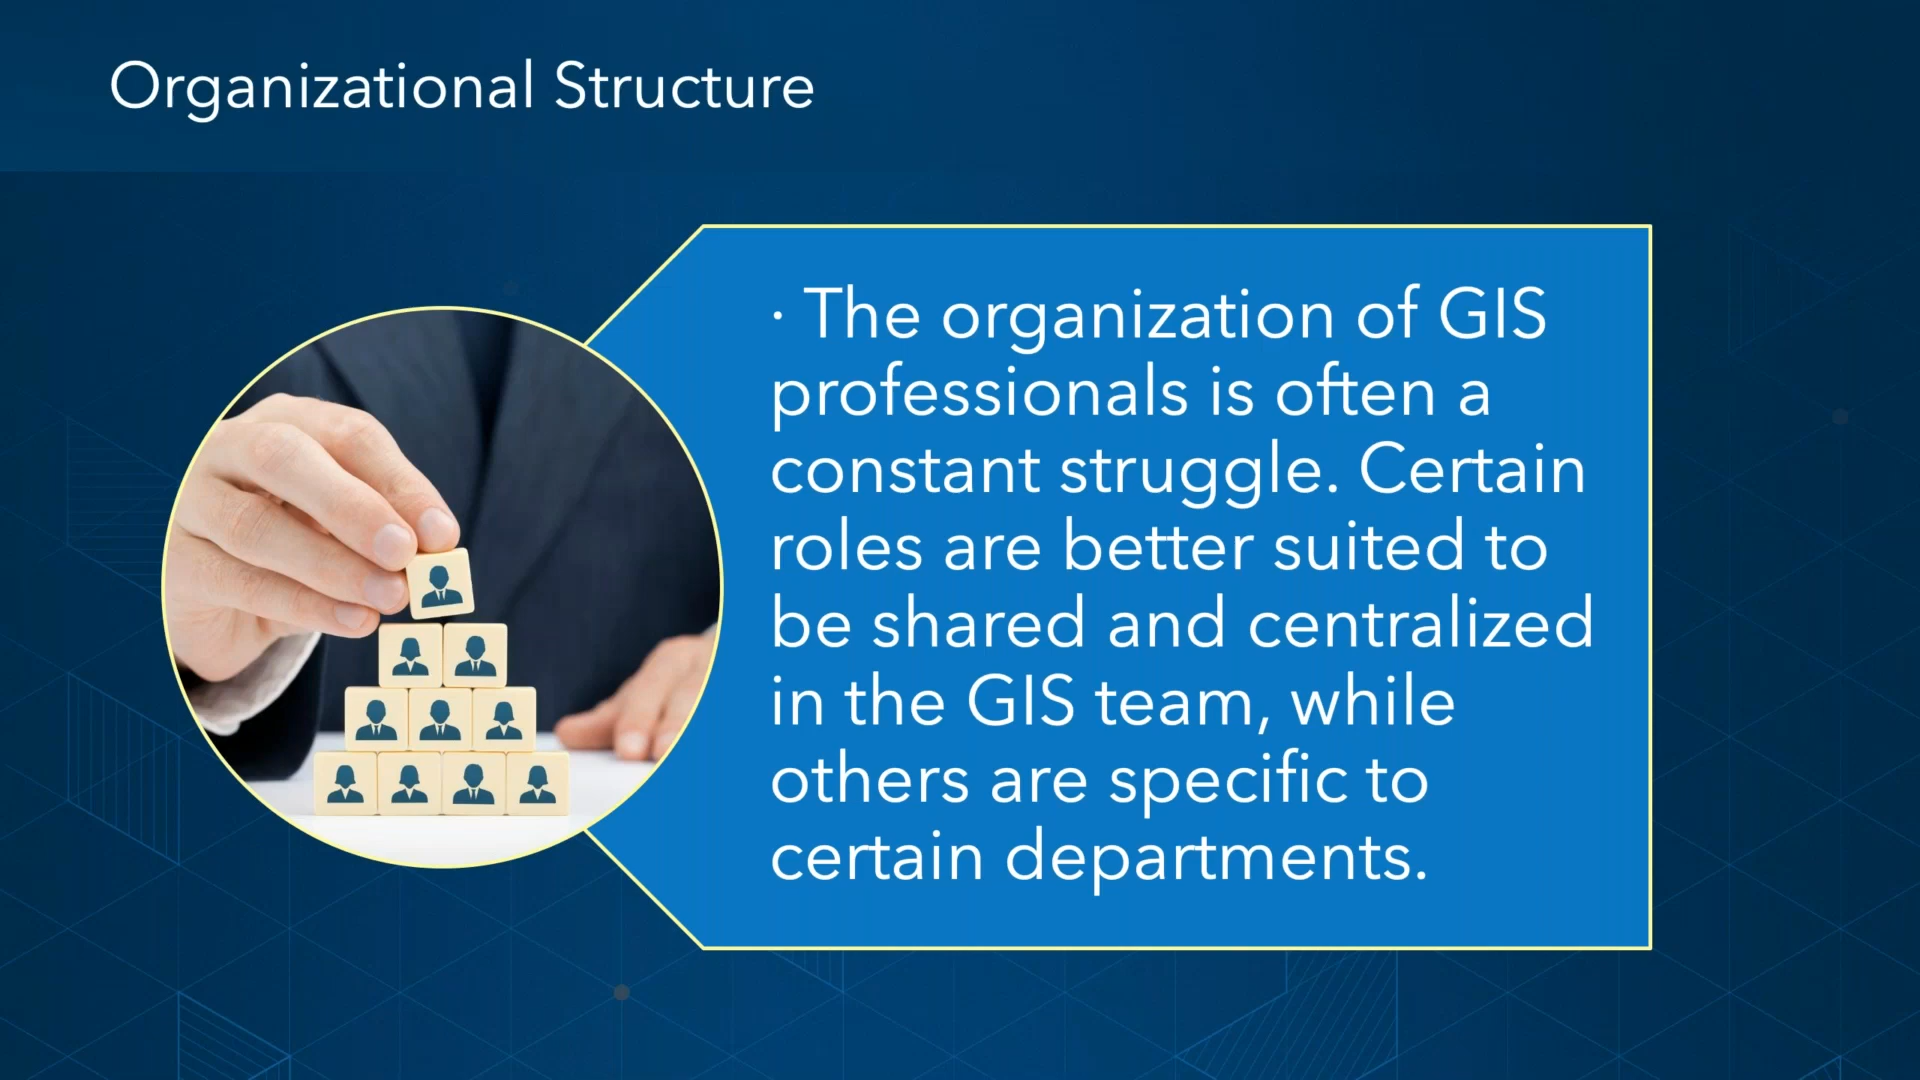 Organizational Structure
· The organization of GIS
professionals is often a
constant struggle. Certain
roles are better suited to
be shared and centralized
in the GIS team, while
others are specific to
certain departments.